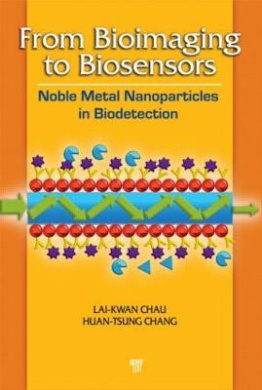 From Bioimaging
to Biosensors
Noble Metal Nanoparticles
in Biodetection
LAI-KWAN CHAU
HUAN-TSUNG CHANG